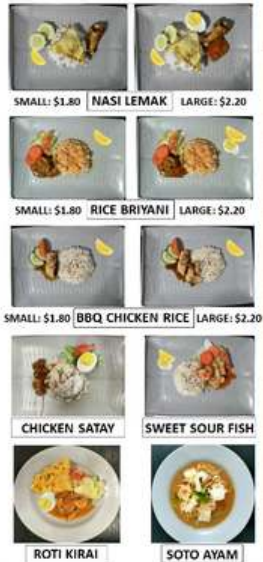 SMALL: $1.80 NASI LEMAK LARGE: $2.20
SMALL: $1.80 RICE BRIYANI LARGE: $2.20
SMALL: $1.80 BBQ CHICKEN RICE LARGE: $2.20
CHICKEN SATAY SWEET SOUR FISH
ROTI KIRAI SOTO AYAM